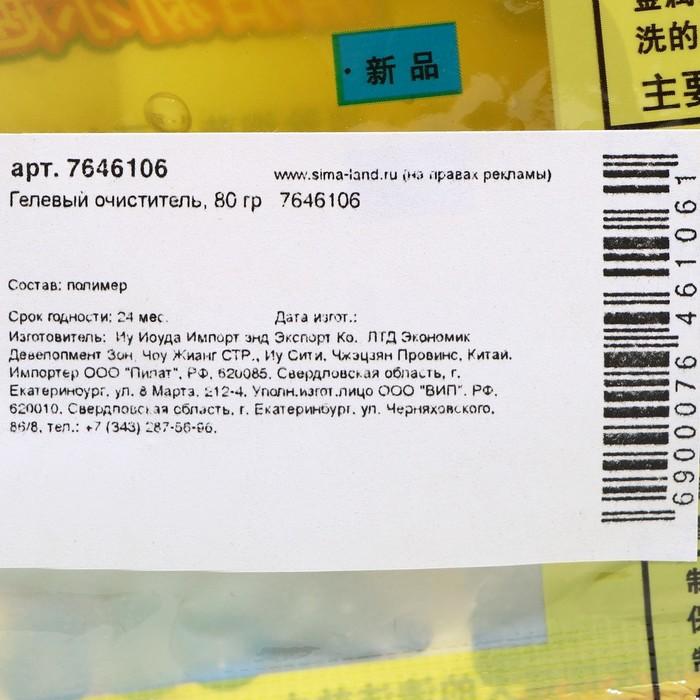 · 新品
洗的
主要
арт. 7646106
www.sima-land.ru (на правах рекламы)
Гелевый очиститель, 80 гр 7646106
Состав: полимер
Срок годности: 24 мес. Дата изгот.:
Изготовитель: Иу Иоуда Импорт энд Экспорт Ко. ЛТД Экономик
Девелопмент Зон, Чоу Жианг СТР., Иу Сити, Чжэцзян Провинс, Китай.
Импортер ООО "Пилат", РФ, 620085, Свердловская область, г.
Екатеринбург, ул. 8 Марта, 212-4. Уполн.изгот.лицо ООО "ВИП", РФ,
620010, Свердловская область, г. Екатеринбург, ул. Черняховского,
86/8, тел.: +7 (343) 287-56-96.
6900076461061
制